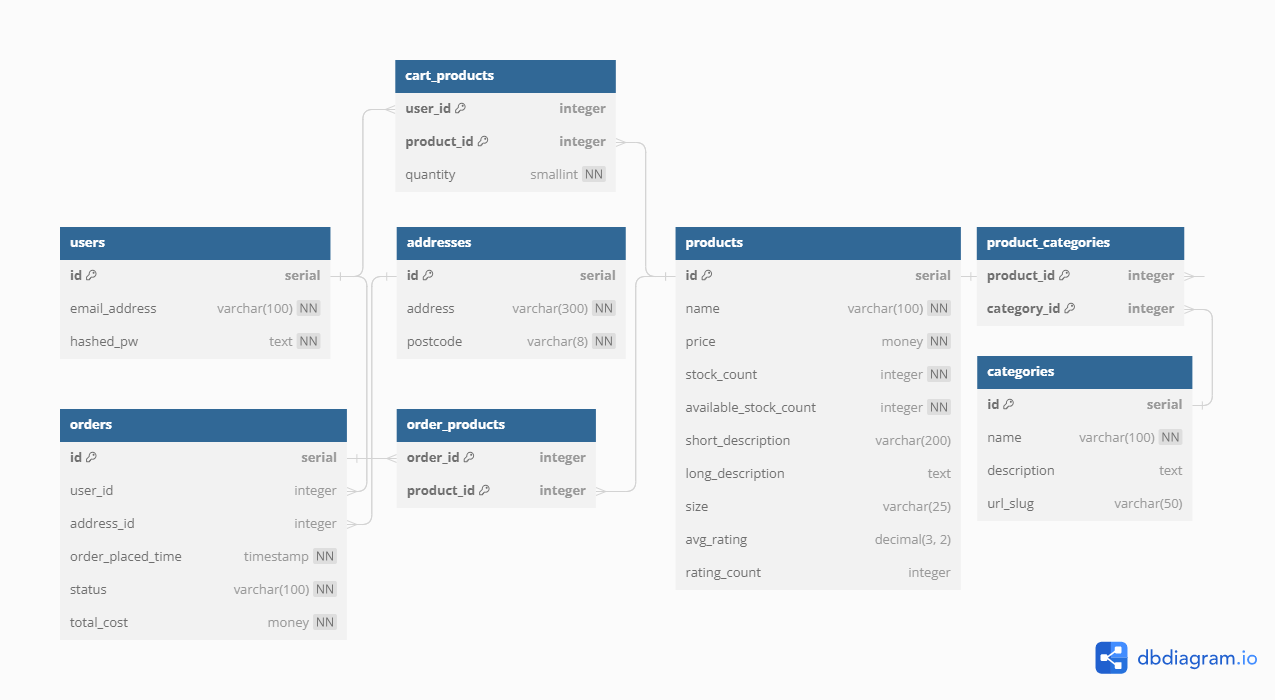 cart_products
user_id integer
product_id integer
quantity smallint NN
users
id serial
email_address varchar(100) NN
hashed_pw text NN
addresses
id serial
address varchar(300) NN
postcode varchar(8) NN
products
id serial
name varchar(100) NN
price money NN
stock_count integer NN
available_stock_count integer NN
short_description varchar(200)
long_description text
size varchar(25)
avg_rating decimal(3, 2)
rating_count integer
product_categories
product_id integer
category_id integer
categories
id serial
name varchar(100) NN
description text
url_slug varchar(50)
orders
id serial
user_id integer
address_id integer
order_placed_time timestamp NN
status varchar(100) NN
total_cost money NN
order_products
order_id integer
product_id integer
dbdiagram.io